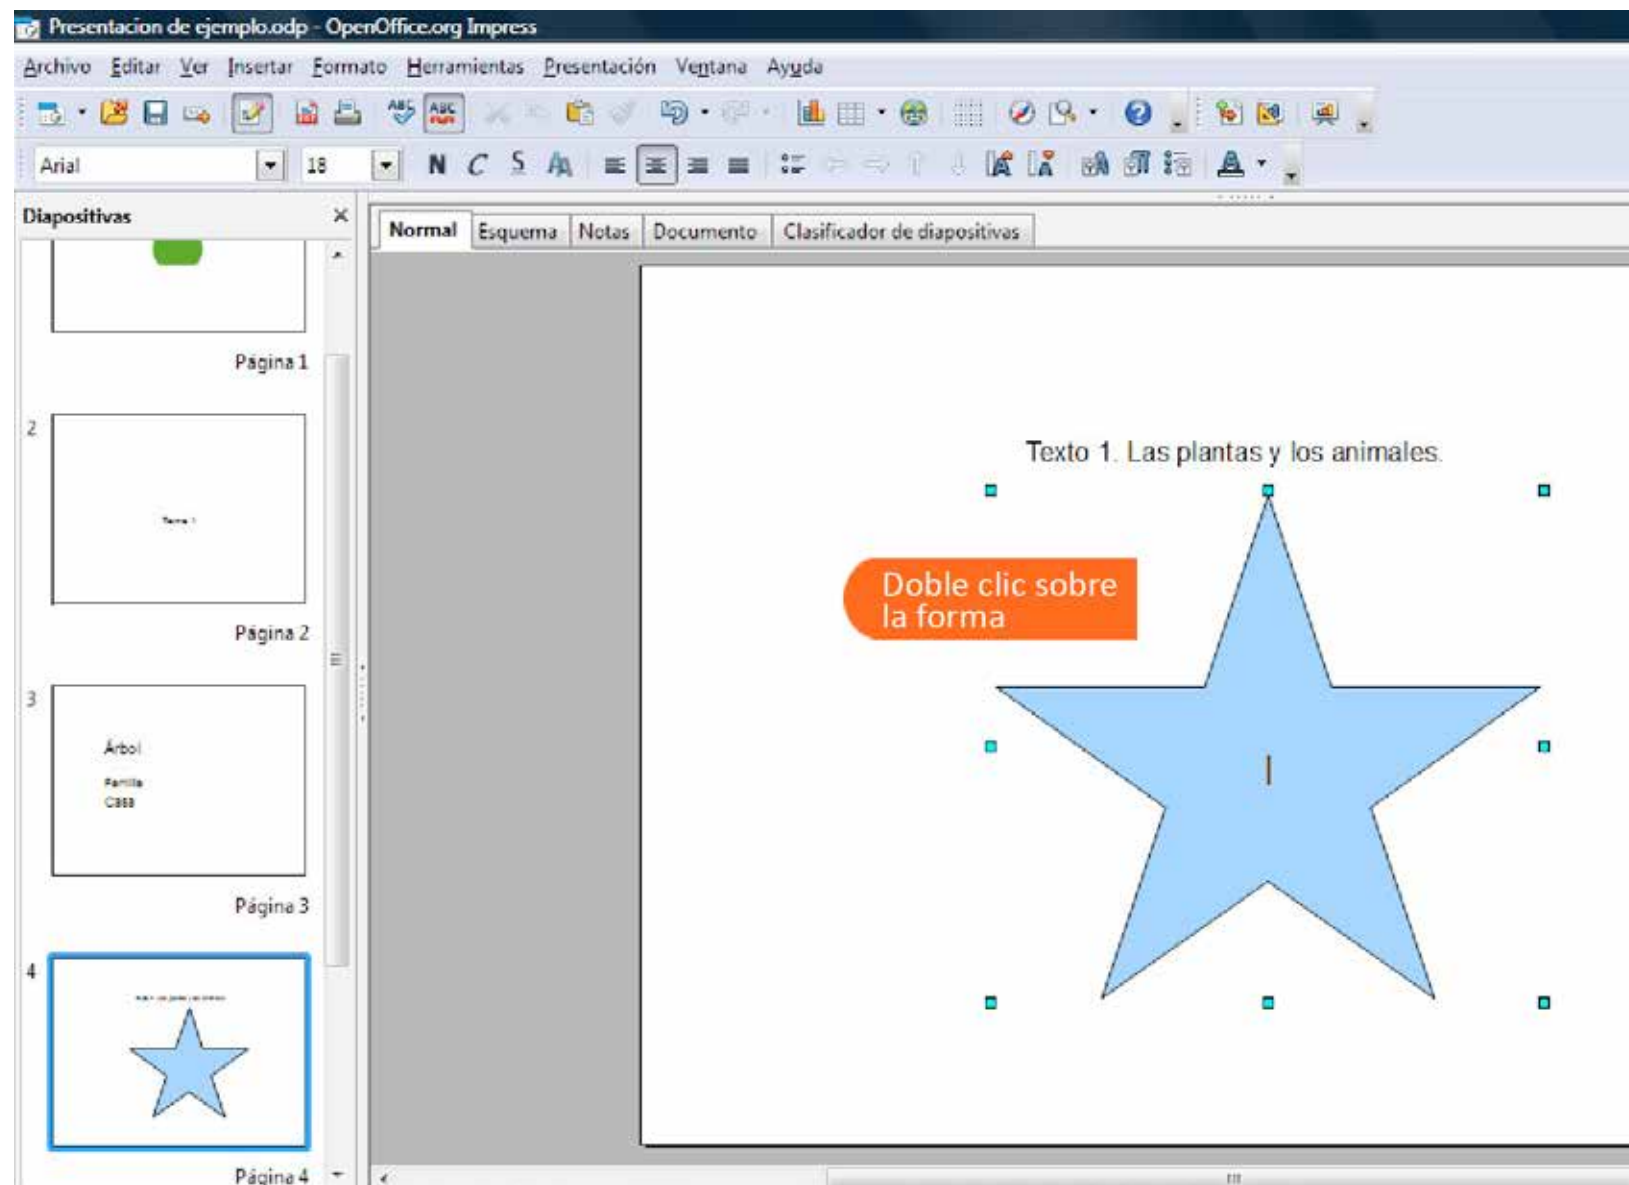 Presentacion de ejemplo.odp - OpenOffice.org Impress
Archivo Editar Ver Insertar Formato Herramientas Presentación Ventana Ayuda
Arial 18 N C S
Diapositivas
Normal Esquema Notas Documento Clasificador de diapositivas
Página 1
2
Página 2
3
Árbol
Casa
Página 3
4
Página 4
Texto 1. Las plantas y los animales.
Doble clic sobre
la forma